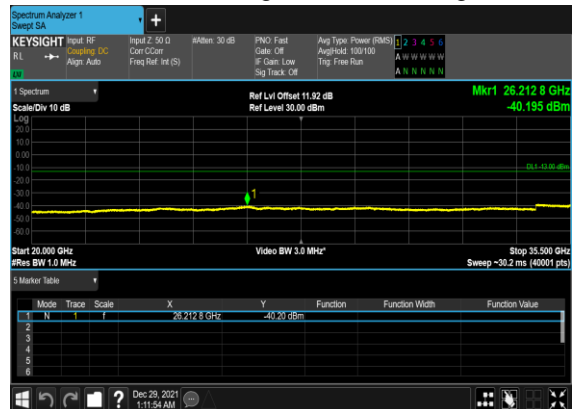 Spectrum Analyzer 1
Swept SA
+
KEYSIGHT Input: RF Input Z: 50 Ω #Atten: 30 dB PNO: Fast Avg Type: Power (RMS) 1 2 3 4 5 6
RL Coupling: DC Corr CCorr Gate: Off Avg|Hold: 100/100 A W W W W W
Align: Auto Freq Ref: Int (S) IF Gain: Low Trig: Free Run
LW Sig Track: Off A N N N N N
1 Spectrum Ref Lvl Offset 11.92 dB Mkr1 26.212 8 GHz
Scale/Div 10 dB Ref Level 30.00 dBm -40.195 dBm
Log
20.0
10.0
0.00
-10.0 DL1 -13.00 dBm
-20.0
-30.0 1
-40.0
-50.0
-60.0
Start 20.000 GHz Video BW 3.0 MHz* Stop 35.500 GHz
#Res BW 1.0 MHz Sweep ~30.2 ms (40001 pts)
5 Marker Table
Mode Trace Scale X Y Function Function Width Function Value
1 N 1 f 26.212 8 GHz -40.20 dBm
2
3
4
5
6
? Dec 29, 2021
1:11:54 AM